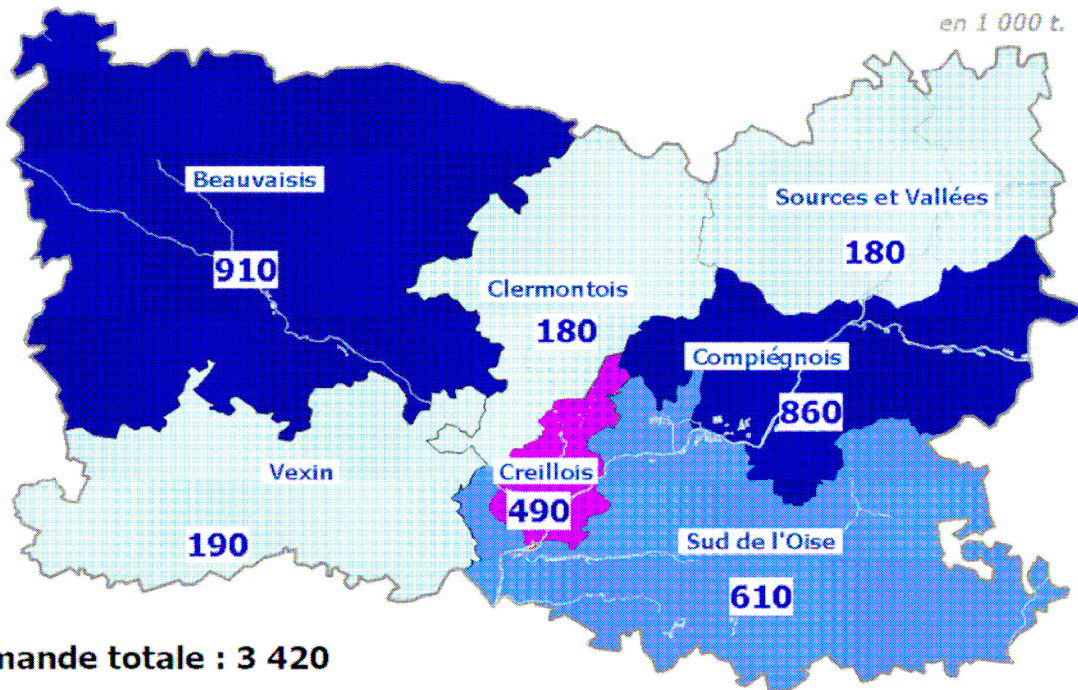 en 1 000 t.
Beauvaisis
910
Sources et Vallées
180
Clermontois
180
Compiégnois
860
Vexin
190
Creillois
490
Sud de l'Oise
610
mande totale : 3 420